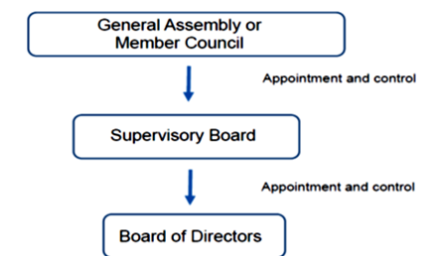 General Assembly or
Member Council
Appointment and control
Supervisory Board
Appointment and control
Board of Directors